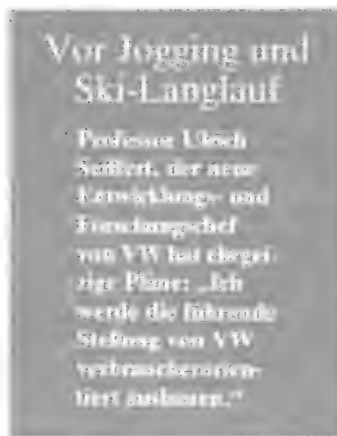 Vor Jogging und
Ski-Langlauf
Professor Ulrich
Seiffert, der neue
Entwicklungs- und
Forschungschef
von VW hat ehrgei-
zige Pläne: „Ich
werde die führende
Stellung von VW
verbraucherorien-
tiert ausbauen.“